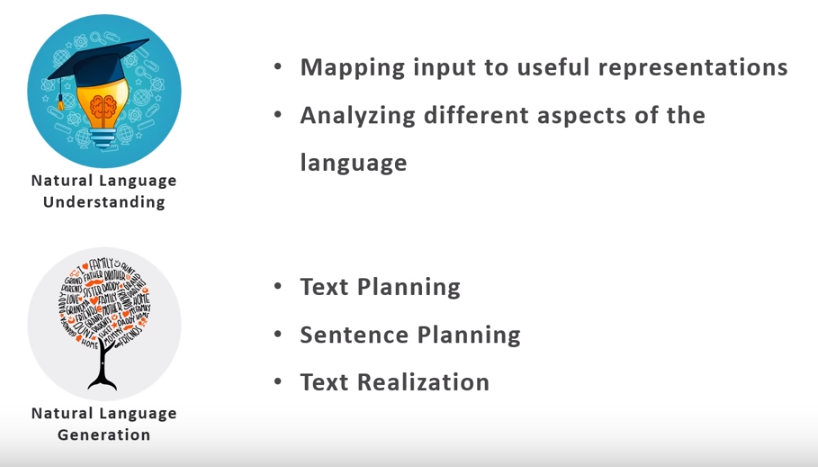 • Mapping input to useful representations
• Analyzing different aspects of the
language
Natural Language
Understanding
• Text Planning
• Sentence Planning
• Text Realization
Natural Language
Generation